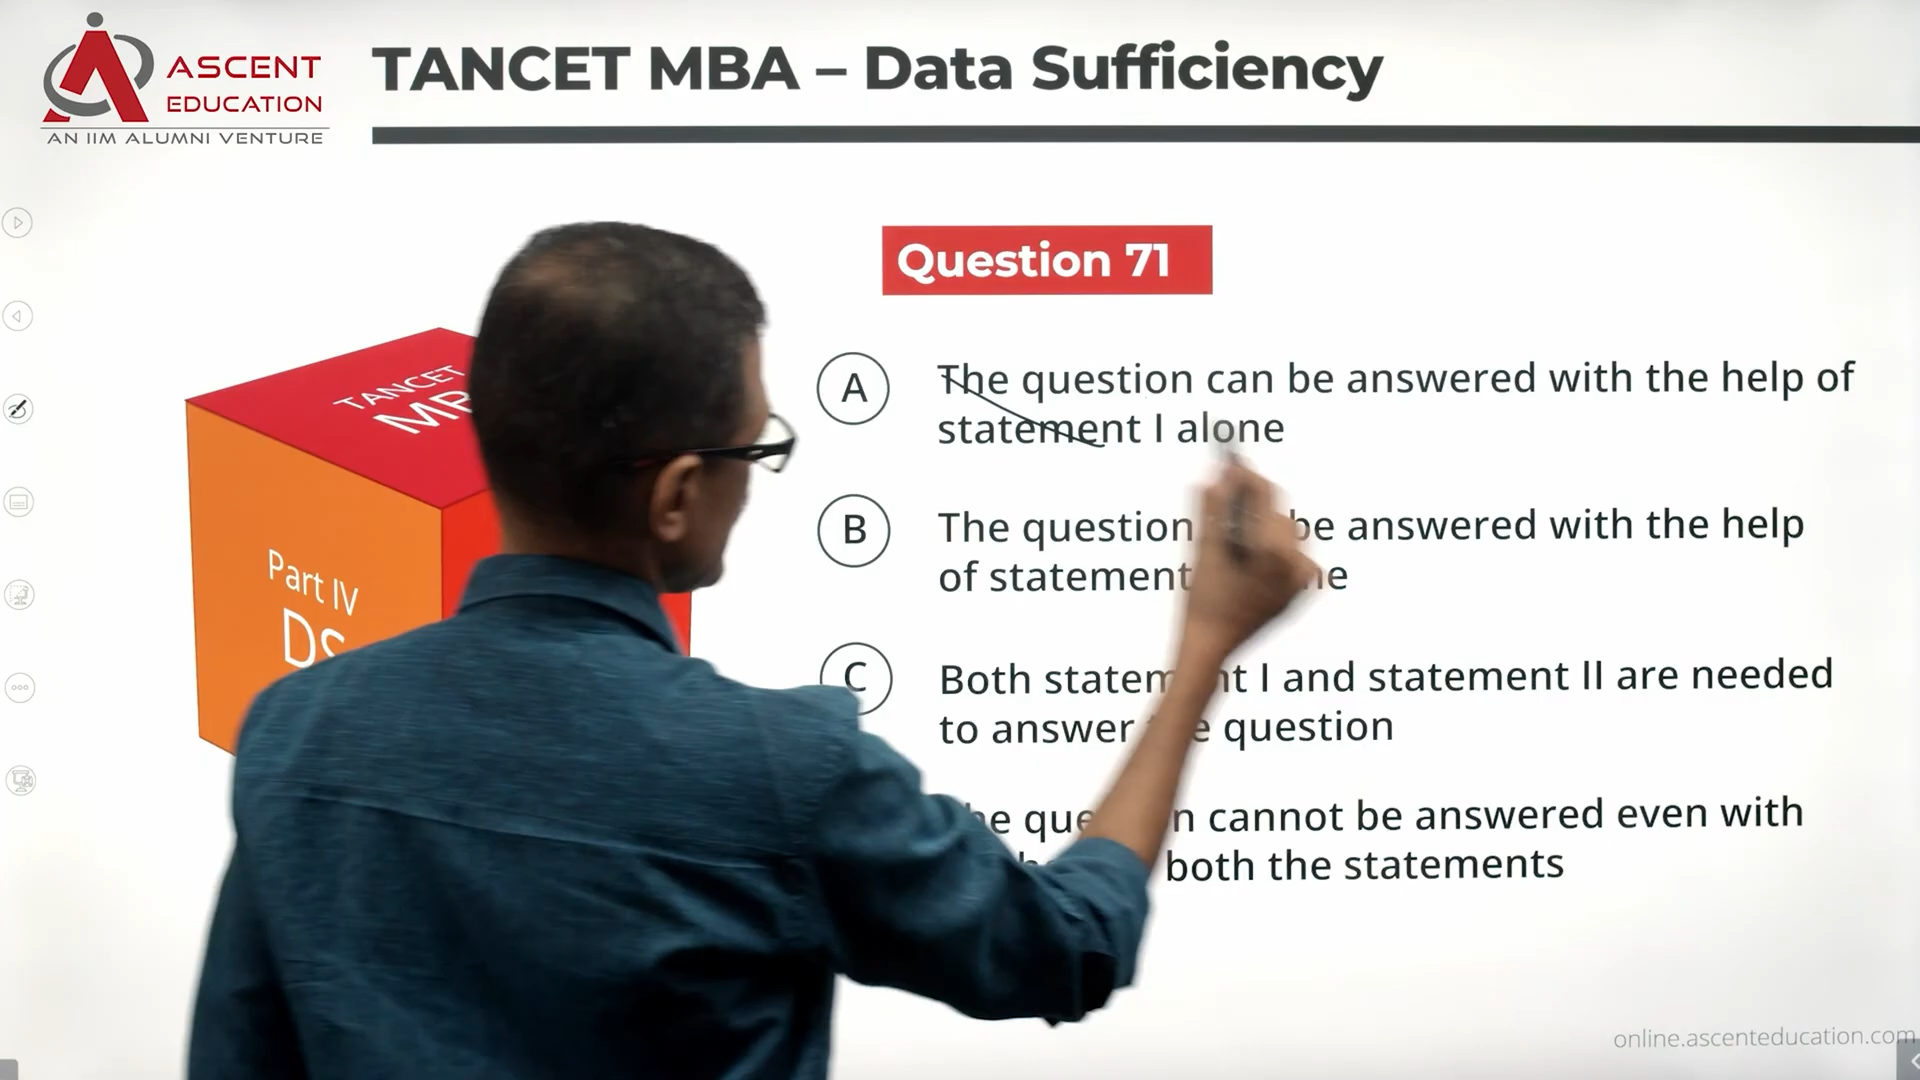 ASCENT
EDUCATION
AN IIM ALUMNI VENTURE
TANCET MBA – Data Sufficiency
Question 71
TANCET
Part IV
A
The question can be answered with the help of
statement I alone
B
The question be answered with the help
of statement
C
Both statement I and statement II are needed
to answer question
cannot be answered even with
both the statements
online.ascenteducation.com